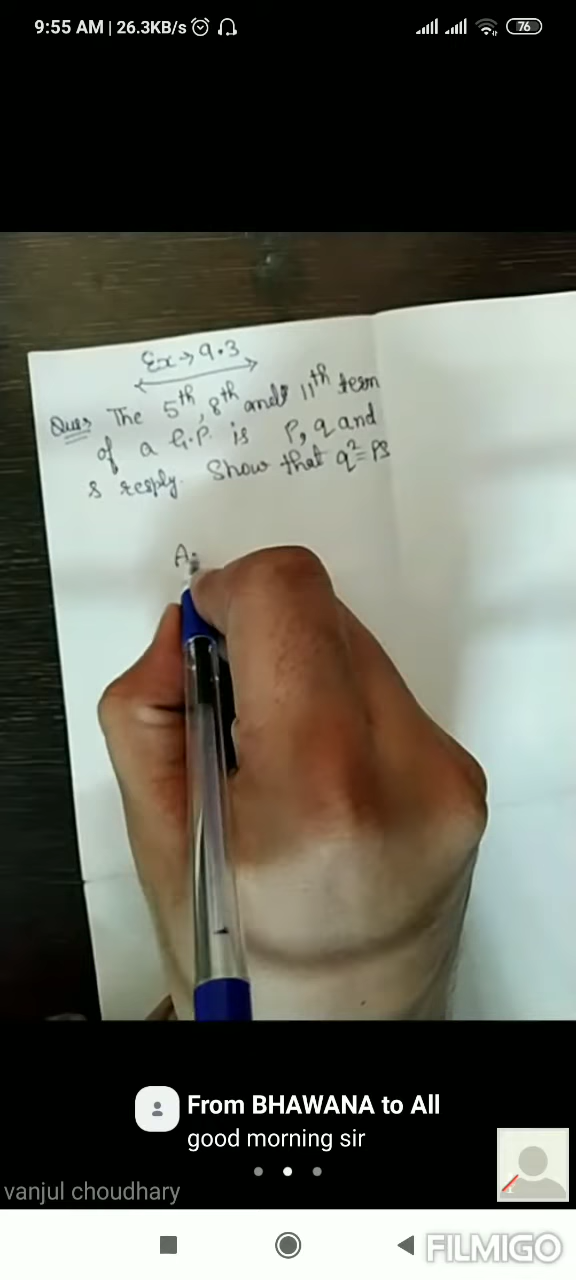 9:55 AM | 26.3KB/s
76
Ex → 9.3
Ques The 5th, 8th and 11th term
of a G.P. is P, q and
s resply. Show that q²=PS
A.
From BHAWANA to All
good morning sir
vanjul choudhary
FILMIGO